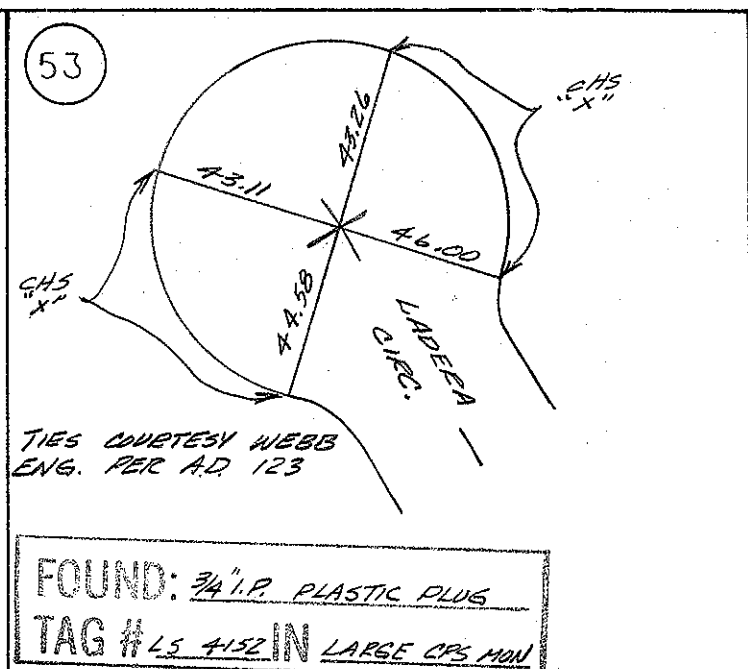 53
CHS
"X"
43.26
43.11
46.00
44.58
CHS
"X"
LADERA
CIRC.
TIES COURTESY WEBB
ENG. PER A.D. 123
FOUND: 3/4" I.P. PLASTIC PLUG
TAG # LS 4152 IN LARGE CPS MON